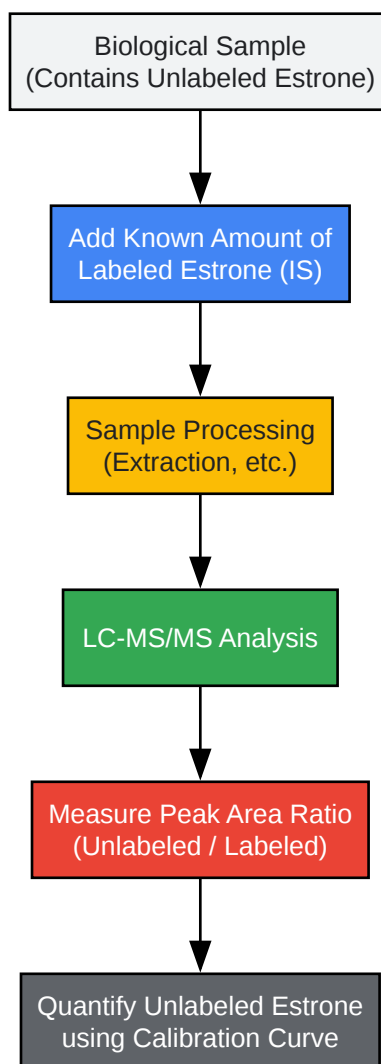 Biological Sample
(Contains Unlabeled Estrone)
Add Known Amount of
Labeled Estrone (IS)
Sample Processing
(Extraction, etc.)
LC-MS/MS Analysis
Measure Peak Area Ratio
(Unlabeled / Labeled)
Quantify Unlabeled Estrone
using Calibration Curve